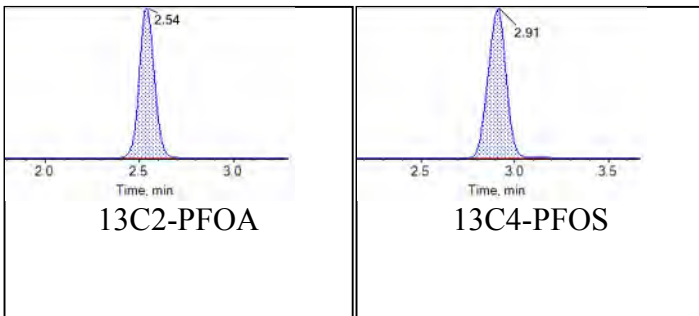 2.54
2.0 2.5 3.0
Time, min
13C2-PFOA
2.91
2.5 3.0 3.5
Time, min
13C4-PFOS